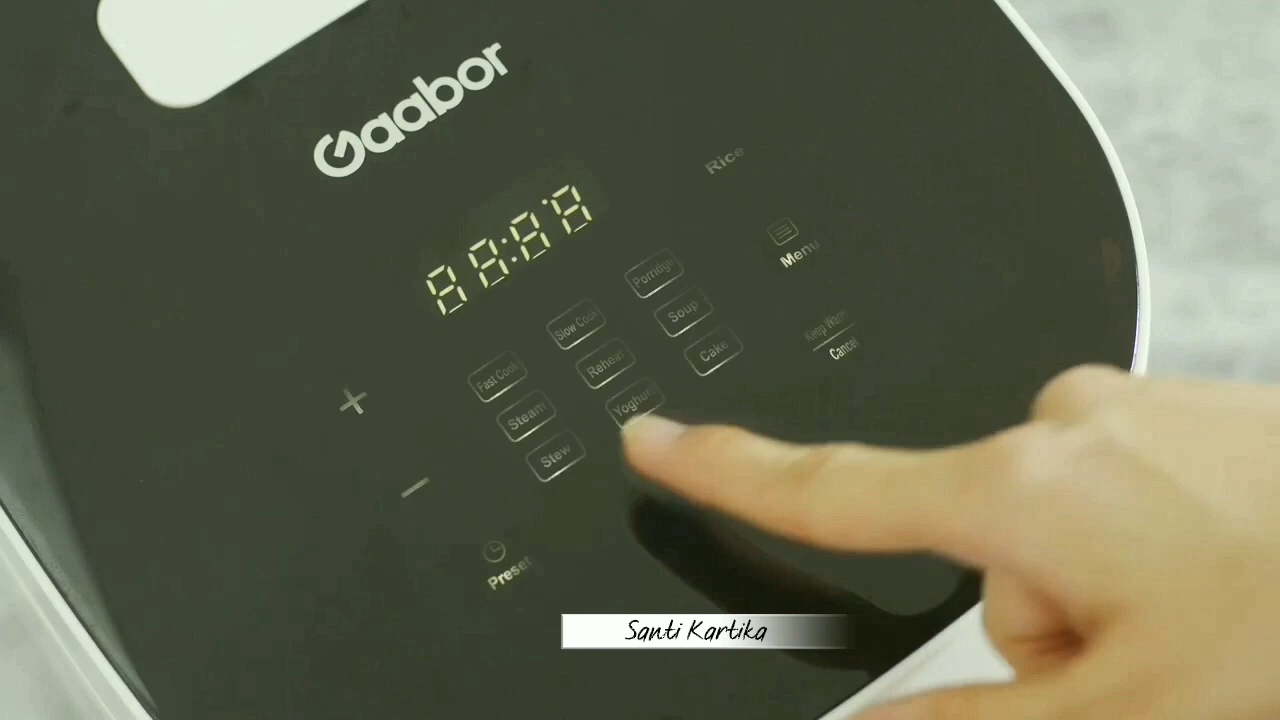 Gaabor
88:88
Rice
Menu
Porridge
Slow Cook
Soup
Fast Cook
Reheat
Cake
Keep Warm
Cancel
Steam
Yoghurt
Stew
+
-
Preset
Santi Kartika